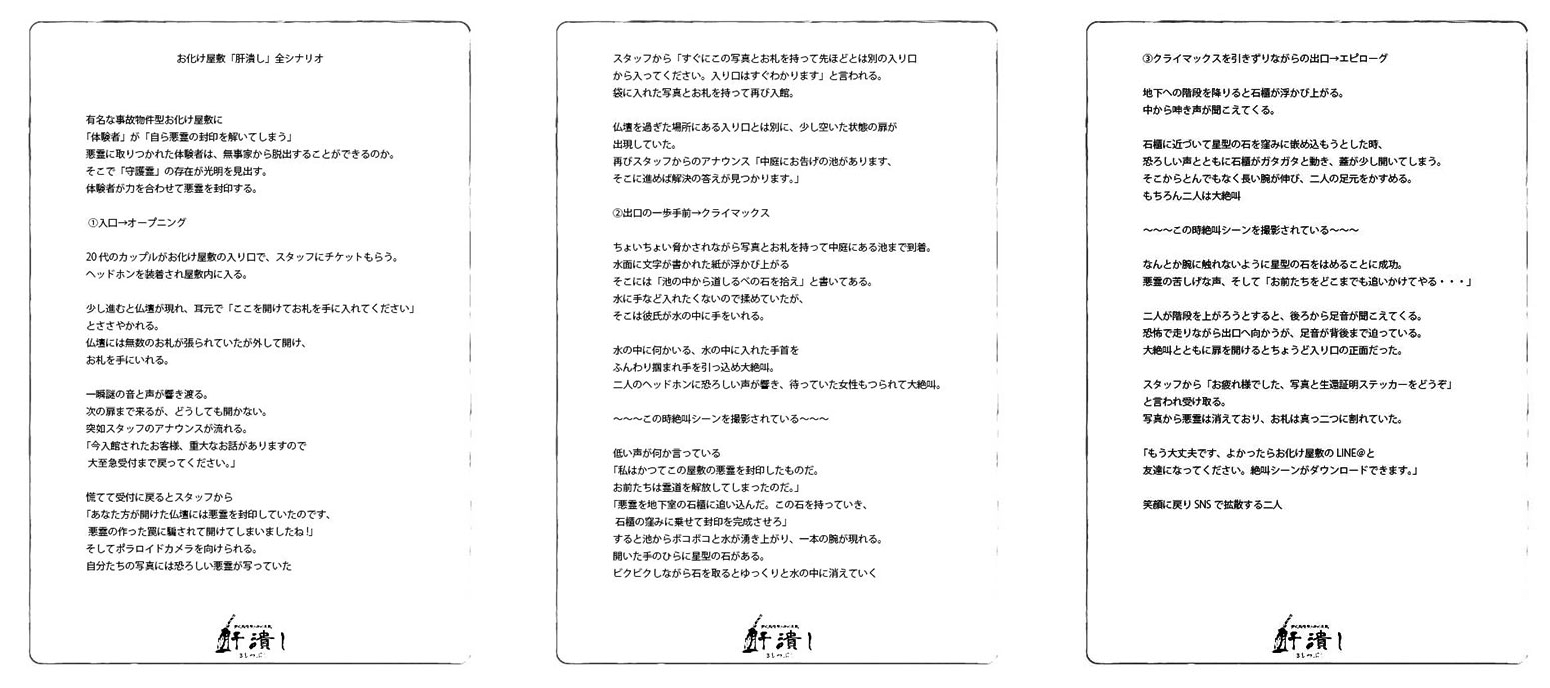 お化け屋敷「肝潰し」全シナリオ
有名な事故物件型お化け屋敷に
「体験者」が「自ら悪霊の封印を解いてしまう」
悪霊に取りつかれた体験者は、無事家から脱出することができるのか。
そこで「守護霊」の存在が光明を見出す。
体験者が力を合わせて悪霊を封印する。
①入口→オープニング
20代のカップルがお化け屋敷の入り口で、スタッフにチケットもらう。
ヘッドホンを装着され屋敷内に入る。
少し進むと仏壇が現れ、耳元で「ここを開けてお札を手に入れてください」
とささやかれる。
仏壇には無数のお札が張られていたが外して開け、
お札を手にいれる。
一瞬謎の音と声が響き渡る。
次の扉まで来るが、どうしても開かない。
突如スタッフのアナウンスが流れる。
「今入館されたお客様、重大なお話がありますので
大至急受付まで戻ってください。」
慌てて受付に戻るとスタッフから
「あなた方が開けた仏壇には悪霊を封印していたのです、
悪霊の作った罠に騙されて開けてしまいましたね!」
そしてポラロイドカメラを向けられる。
自分たちの写真には恐ろしい悪霊が写っていた
肝潰し
スタッフから「すぐにこの写真とお札を持って先ほどとは別の入り口
から入ってください。入り口はすぐわかります」と言われる。
袋に入れた写真とお札を持って再び入館。
仏壇を過ぎた場所にある入り口とは別に、少し空いた状態の扉が
出現していた。
再びスタッフからのアナウンス「中庭にお告げの池があります、
そこに進めば解決の答えが見つかります。」
②出口の一歩手前→クライマックス
ちょいちょい脅かされながら写真とお札を持って中庭にある池まで到着。
水面に文字が書かれた紙が浮かび上がる
そこには「池の中から道しるべの石を拾え」と書いてある。
水に手など入れたくないので揉めていたが、
そこは彼氏が水の中に手をいれる。
水の中に何かいる、水の中に入れた手首を
ふんわり掴まれ手を引っ込め大絶叫。
二人のヘッドホンに恐ろしい声が響き、待っていた女性もつられて大絶叫。
〜〜〜この時絶叫シーンを撮影されている〜〜〜
低い声が何か言っている
「私はかつてこの屋敷の悪霊を封印したものだ。
お前たちは霊道を解放してしまったのだ。」
「悪霊を地下室の石櫃に追い込んだ。この石を持っていき、
石櫃の窪みに乗せて封印を完成させろ」
すると池からボコボコと水が湧き上がり、一本の腕が現れる。
開いた手のひらに星型の石がある。
ビクビクしながら石を取るとゆっくりと水の中に消えていく
肝潰し
③クライマックスを引きずりながらの出口→エピローグ
地下への階段を降りると石櫃が浮かび上がる。
中から呻き声が聞こえてくる。
石櫃に近づいて星型の石を窪みに嵌め込もうとした時、
恐ろしい声とともに石櫃がガタガタと動き、蓋が少し開いてしまう。
そこからとんでもなく長い腕が伸び、二人の足元をかすめる。
もちろん二人は大絶叫
〜〜〜この時絶叫シーンを撮影されている〜〜〜
なんとか腕に触れないように星型の石をはめることに成功。
悪霊の苦しげな声、そして「お前たちをどこまでも追いかけてやる・・・」
二人が階段を上がろうとすると、後ろから足音が聞こえてくる。
恐怖で走りながら出口へ向かうが、足音が背後まで迫っている。
大絶叫とともに扉を開けるとちょうど入り口の正面だった。
スタッフから「お疲れ様でした、写真と生還証明ステッカーをどうぞ」
と言われ受け取る。
写真から悪霊は消えており、お札は真っ二つに割れていた。
「もう大丈夫です、よかったらお化け屋敷のLINE@と
友達になってください。絶叫シーンがダウンロードできます。」
笑顔に戻りSNSで拡散する二人
肝潰し